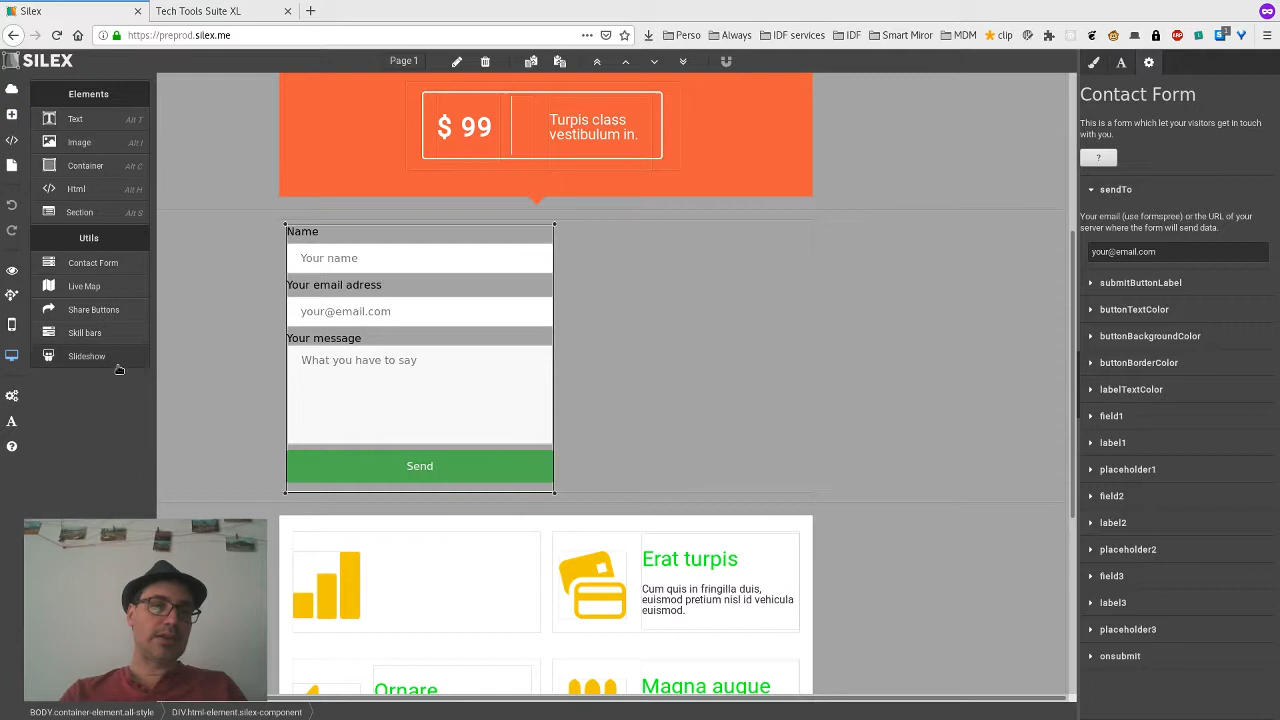 Silex
Tech Tools Suite XL
https://preprod.silex.me
Perso
Always
IDF services
IDF
Smart Miror
MDM
clip
SILEX
Page 1
Elements
Text Alt T
Image Alt I
Container Alt C
Html Alt H
Section Alt S
Utils
Contact Form
Live Map
Share Buttons
Skill bars
Slideshow
$ 99
Turpis class
vestibulum in.
Name
Your name
Your email adress
your@email.com
Your message
What you have to say
Send
Erat turpis
Cum quis in fringilla duis,
euismod pretium nisl id vehicula
euismod.
Ornare
Magna augue
Contact Form
This is a form which let your visitors get in touch
with you.
?
sendTo
Your email (use formspree) or the URL of your
server where the form will send data.
your@email.com
submitButtonLabel
buttonTextColor
buttonBackgroundColor
buttonBorderColor
labelTextColor
field1
label1
placeholder1
field2
label2
placeholder2
field3
label3
placeholder3
onsubmit
BODY.container-element.all-style
DIV.html-element.silex-component